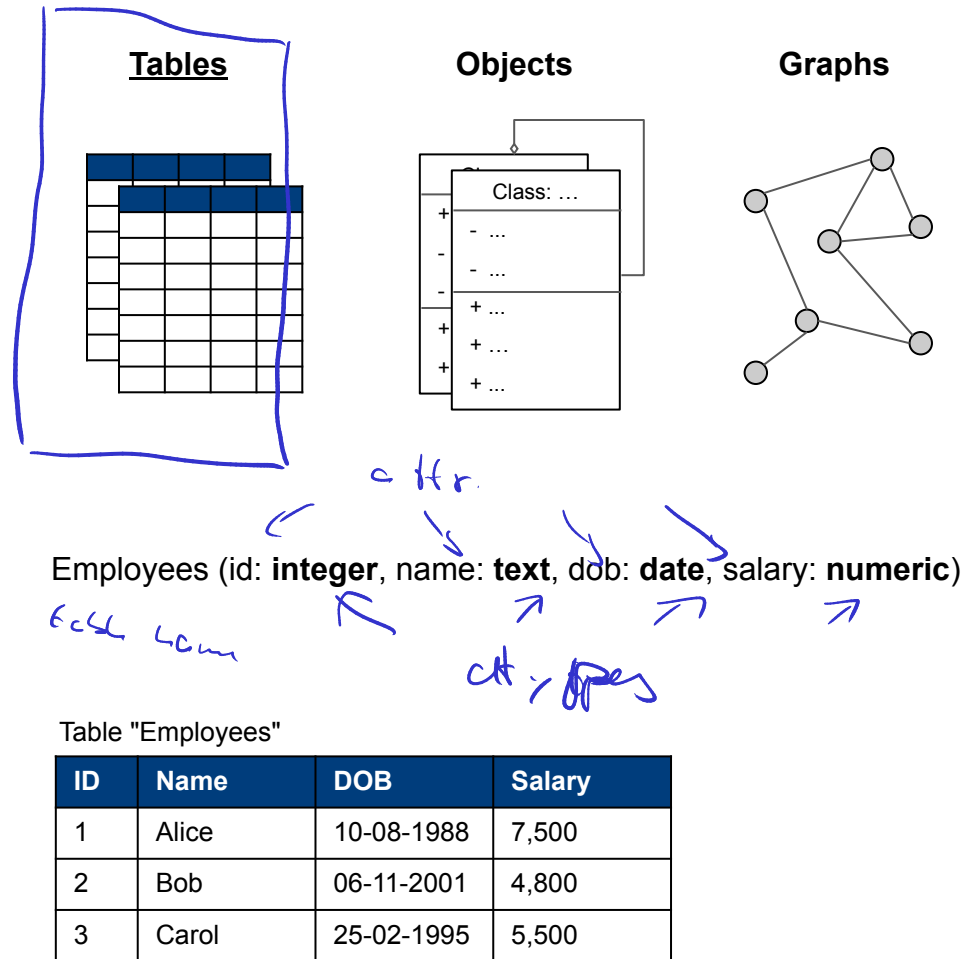 Tables Objects Graphs
Class: …
+ - ...
- - ...
-
+ ...
+ + …
+ + ...
attr.
Employees (id: integer, name: text, dob: date, salary: numeric)
table name
att. types
Table "Employees"
ID Name DOB Salary
1 Alice 10-08-1988 7,500
2 Bob 06-11-2001 4,800
3 Carol 25-02-1995 5,500